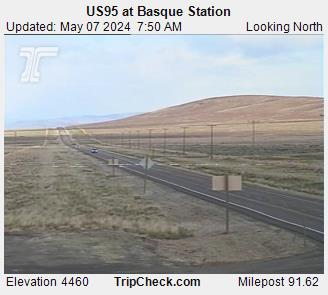 US95 at Basque Station
Updated: May 07 2024 7:50 AM Looking North
Elevation 4460 TripCheck.com Milepost 91.62